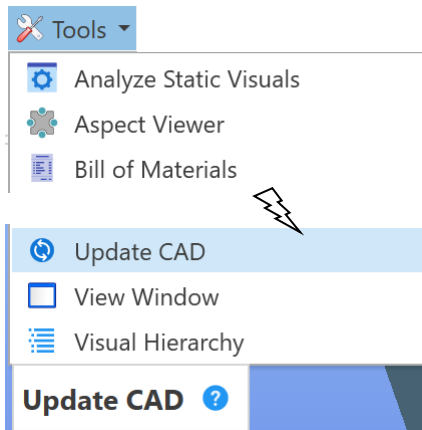 Tools
Analyze Static Visuals
Aspect Viewer
Bill of Materials
Update CAD
View Window
Visual Hierarchy
Update CAD ?